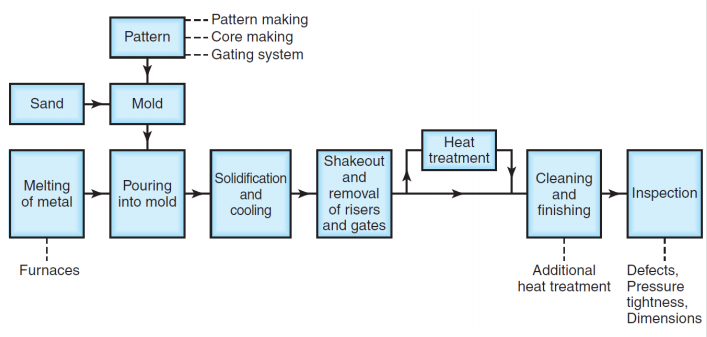 Pattern making
Pattern
Core making
Gating system
Sand
Mold
Heat
treatment
Melting
of metal
Pouring
into mold
Solidification
and
cooling
Shakeout
and
removal
of risers
and gates
Cleaning
and
finishing
Inspection
Furnaces
Additional
heat treatment
Defects,
Pressure
tightness,
Dimensions